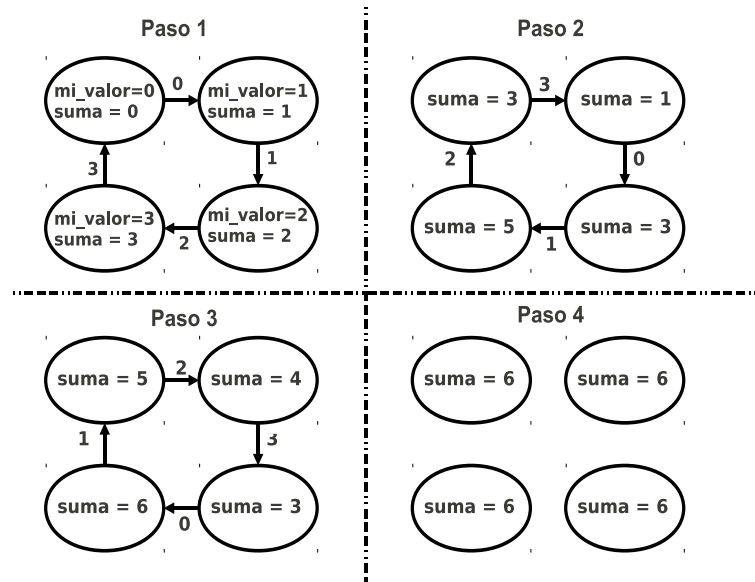 Paso 1
mi_valor=0
suma = 0
0
mi_valor=1
suma = 1
1
3
mi_valor=3
suma = 3
2
mi_valor=2
suma = 2
Paso 2
suma = 3
3
suma = 1
2
0
suma = 5
1
suma = 3
Paso 3
suma = 5
2
suma = 4
1
3
suma = 6
0
suma = 3
Paso 4
suma = 6
suma = 6
suma = 6
suma = 6